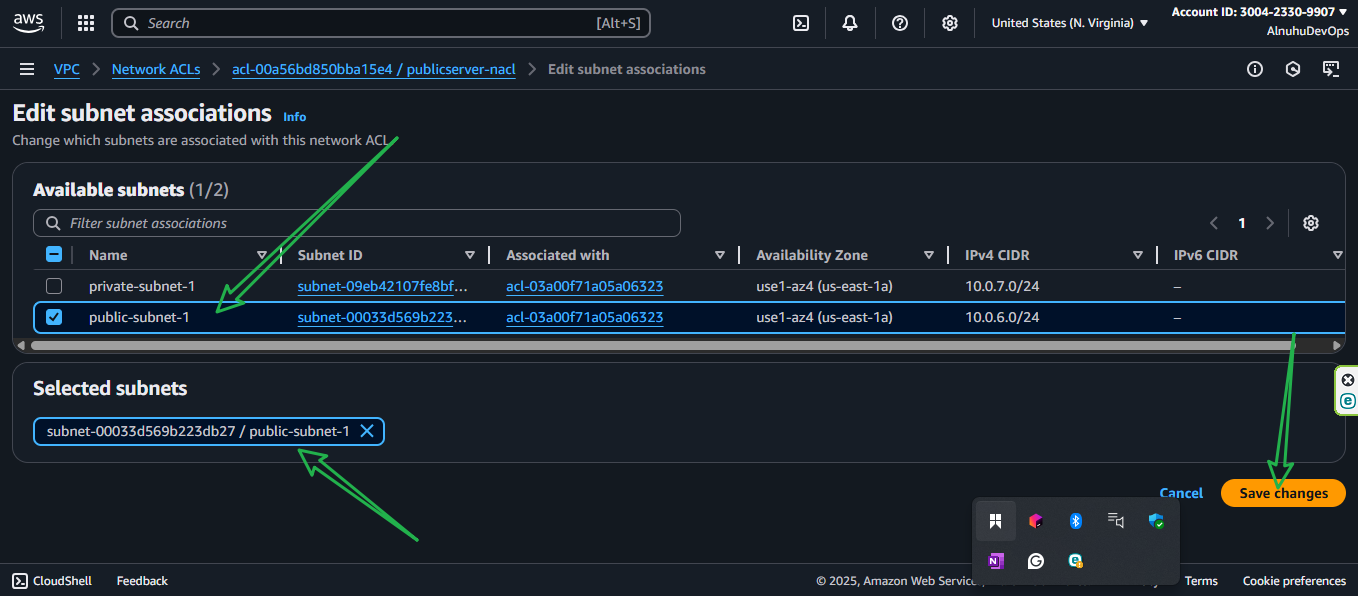 aws
Search [Alt+S]
United States (N. Virginia)
Account ID: 3004-2330-9907
AlnuhuDevOps
VPC Network ACLs acl-00a56bd850bba15e4 / publicserver-nacl Edit subnet associations
Edit subnet associations Info
Change which subnets are associated with this network ACL
Available subnets (1/2)
Filter subnet associations
1
Name Subnet ID Associated with Availability Zone IPv4 CIDR IPv6 CIDR
private-subnet-1 subnet-09eb42107fe8bf... acl-03a00f71a05a06323 use1-az4 (us-east-1a) 10.0.7.0/24 –
public-subnet-1 subnet-00033d569b223... acl-03a00f71a05a06323 use1-az4 (us-east-1a) 10.0.6.0/24 –
Selected subnets
subnet-00033d569b223db27 / public-subnet-1
Cancel Save changes
CloudShell Feedback © 2025, Amazon Web Terms Cookie preferences